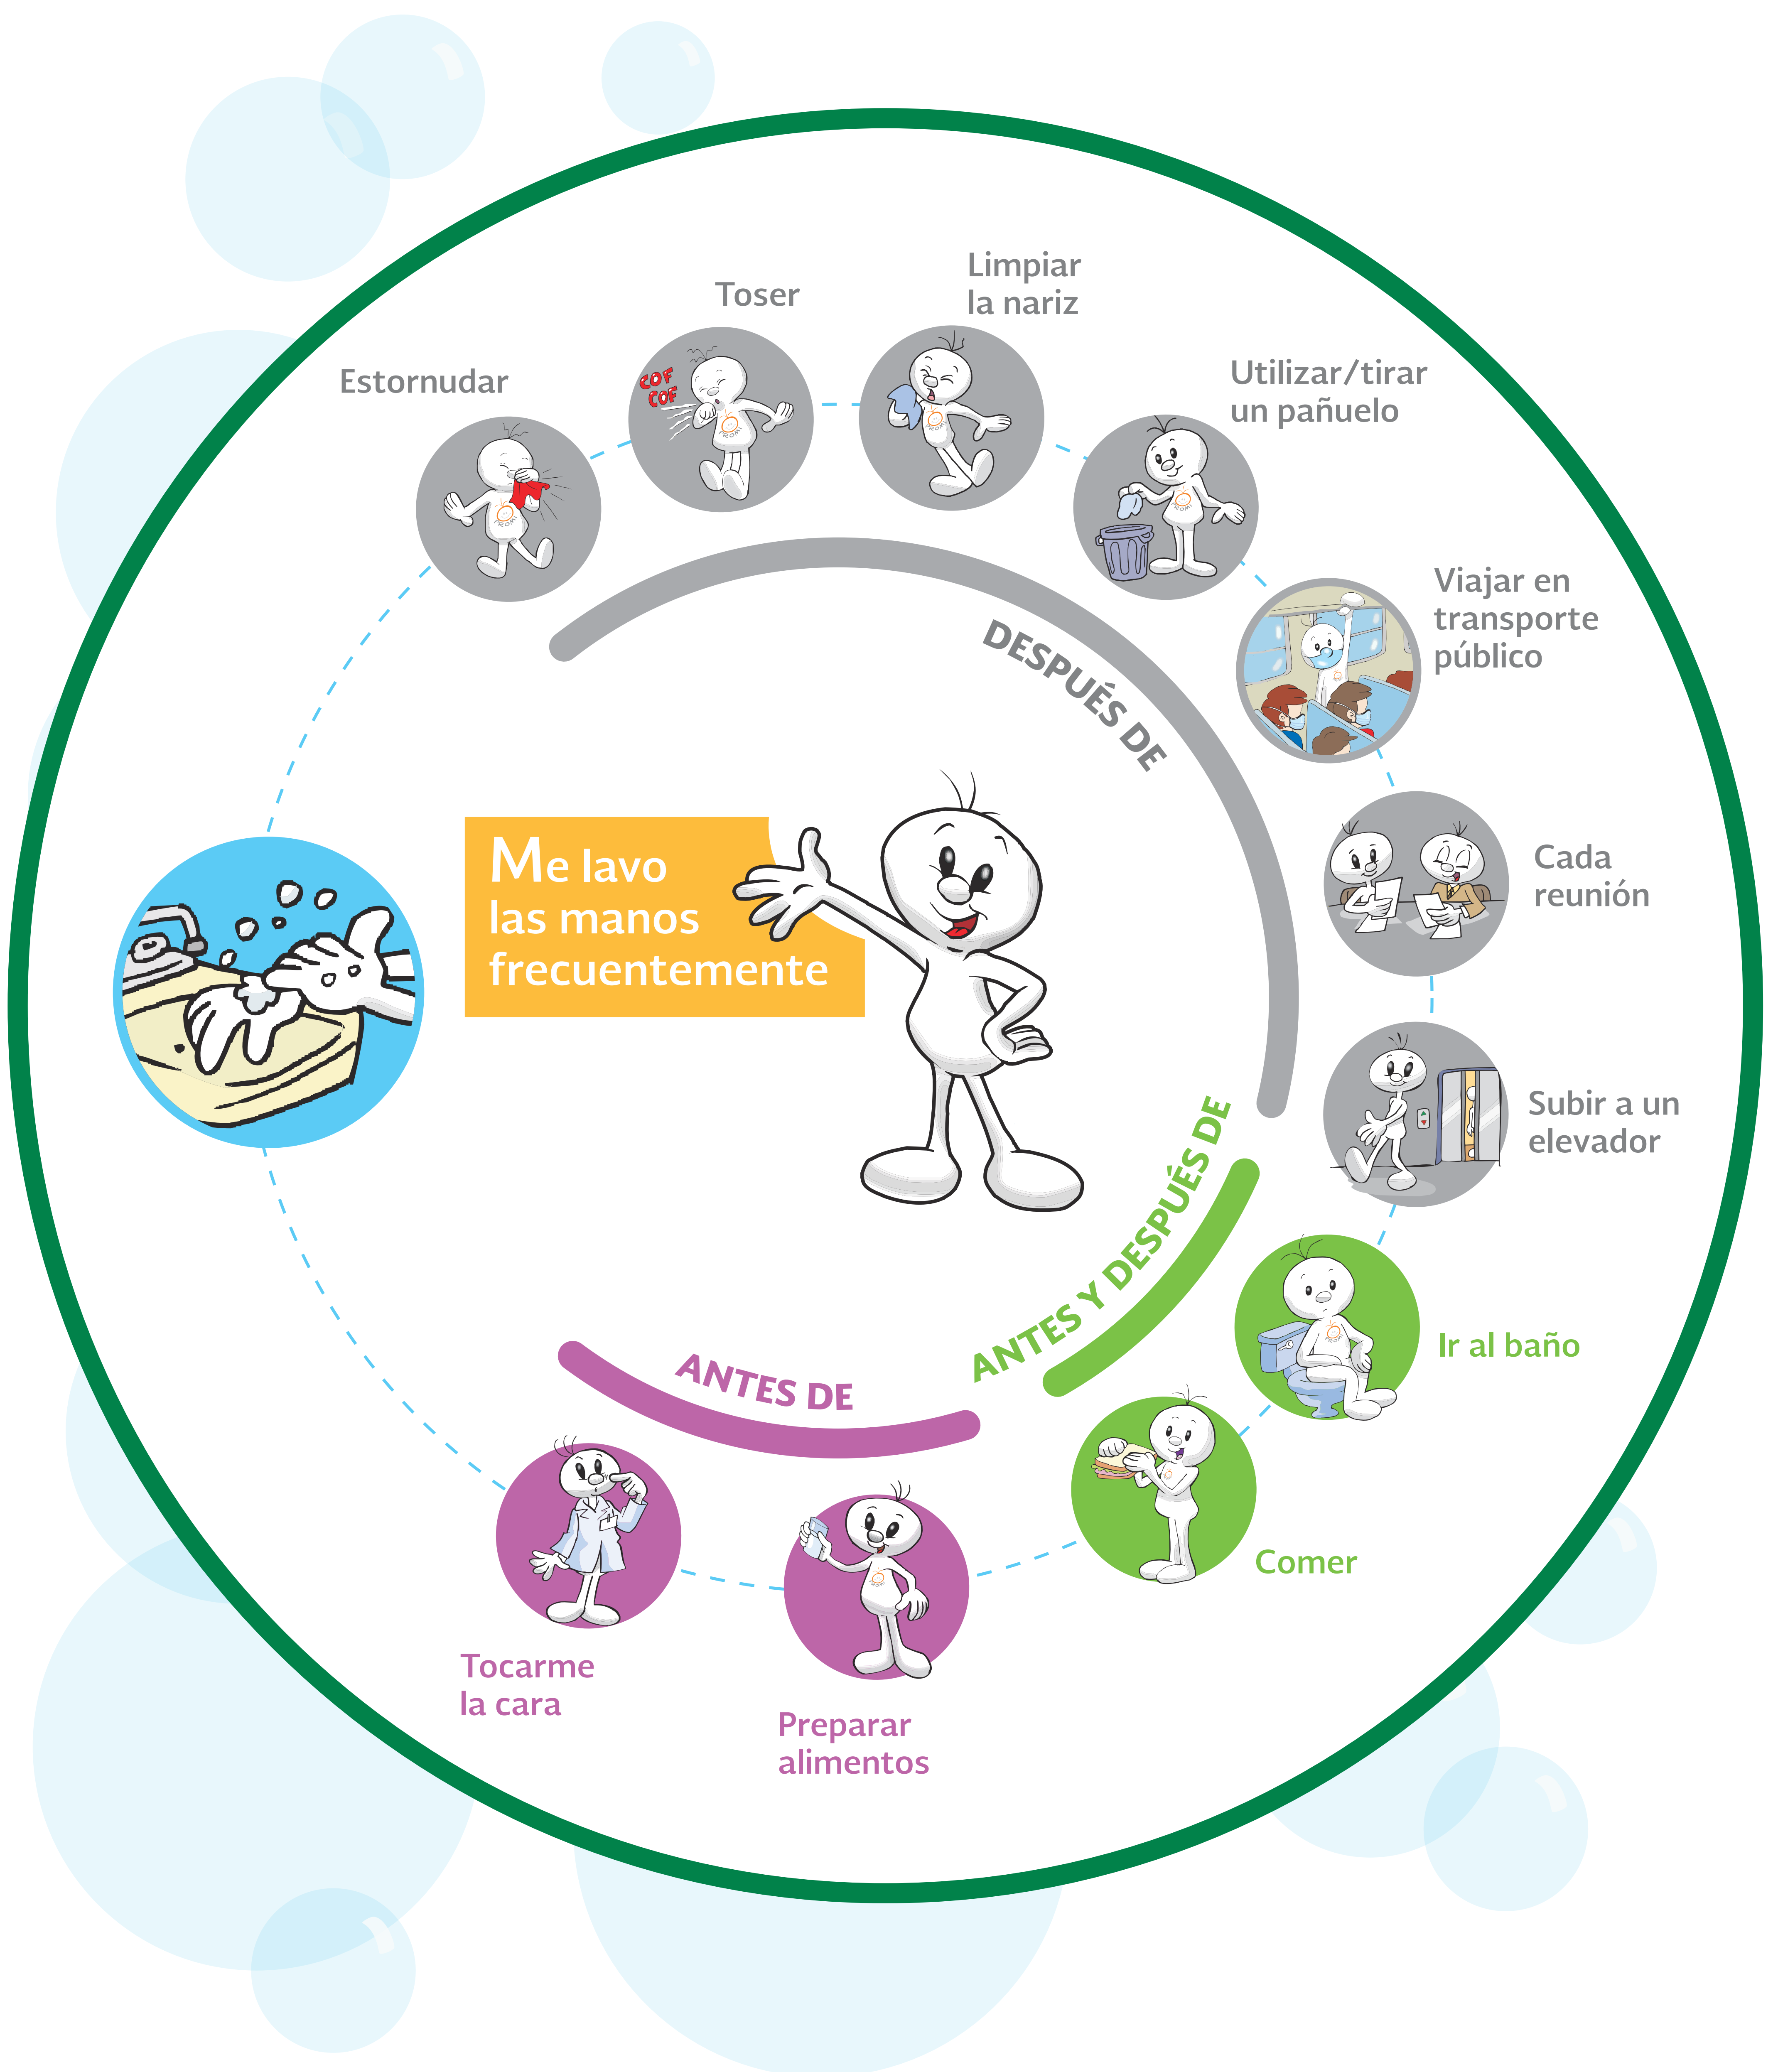 Estornudar
Toser
COF
COF
Limpiar
la nariz
Utilizar/tirar
un pañuelo
Viajar en
transporte
público
Cada
reunión
Subir a un
elevador
DESPUÉS DE
Me lavo
las manos
frecuentemente
ANTES Y DESPUÉS DE
Ir al baño
Comer
ANTES DE
Preparar
alimentos
Tocarme
la cara